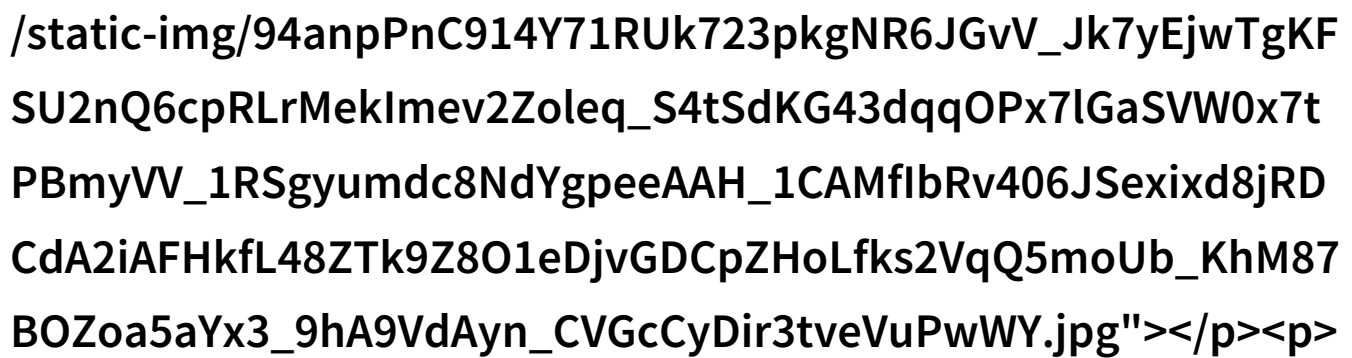 /static-img/94anpPnC914Y71RUk723pkgNR6JGvV_Jk7yEjwTgKF
SU2nQ6cpRLrMekImev2Zoleq_S4tSdKG43dqqOPx7lGaSVW0x7t
PBmyVV_1RSgyumdc8NdYgpeeAAH_1CAMfIbRv406JSexixd8jRD
CdA2iAFHkfL48ZTk9Z8O1eDjvGDCpZHoLfks2VqQ5moUb_KhM87
BOZoa5aYx3_9hA9VdAyn_CVGcCyDir3tveVuPwWY.jpg"></p><p>